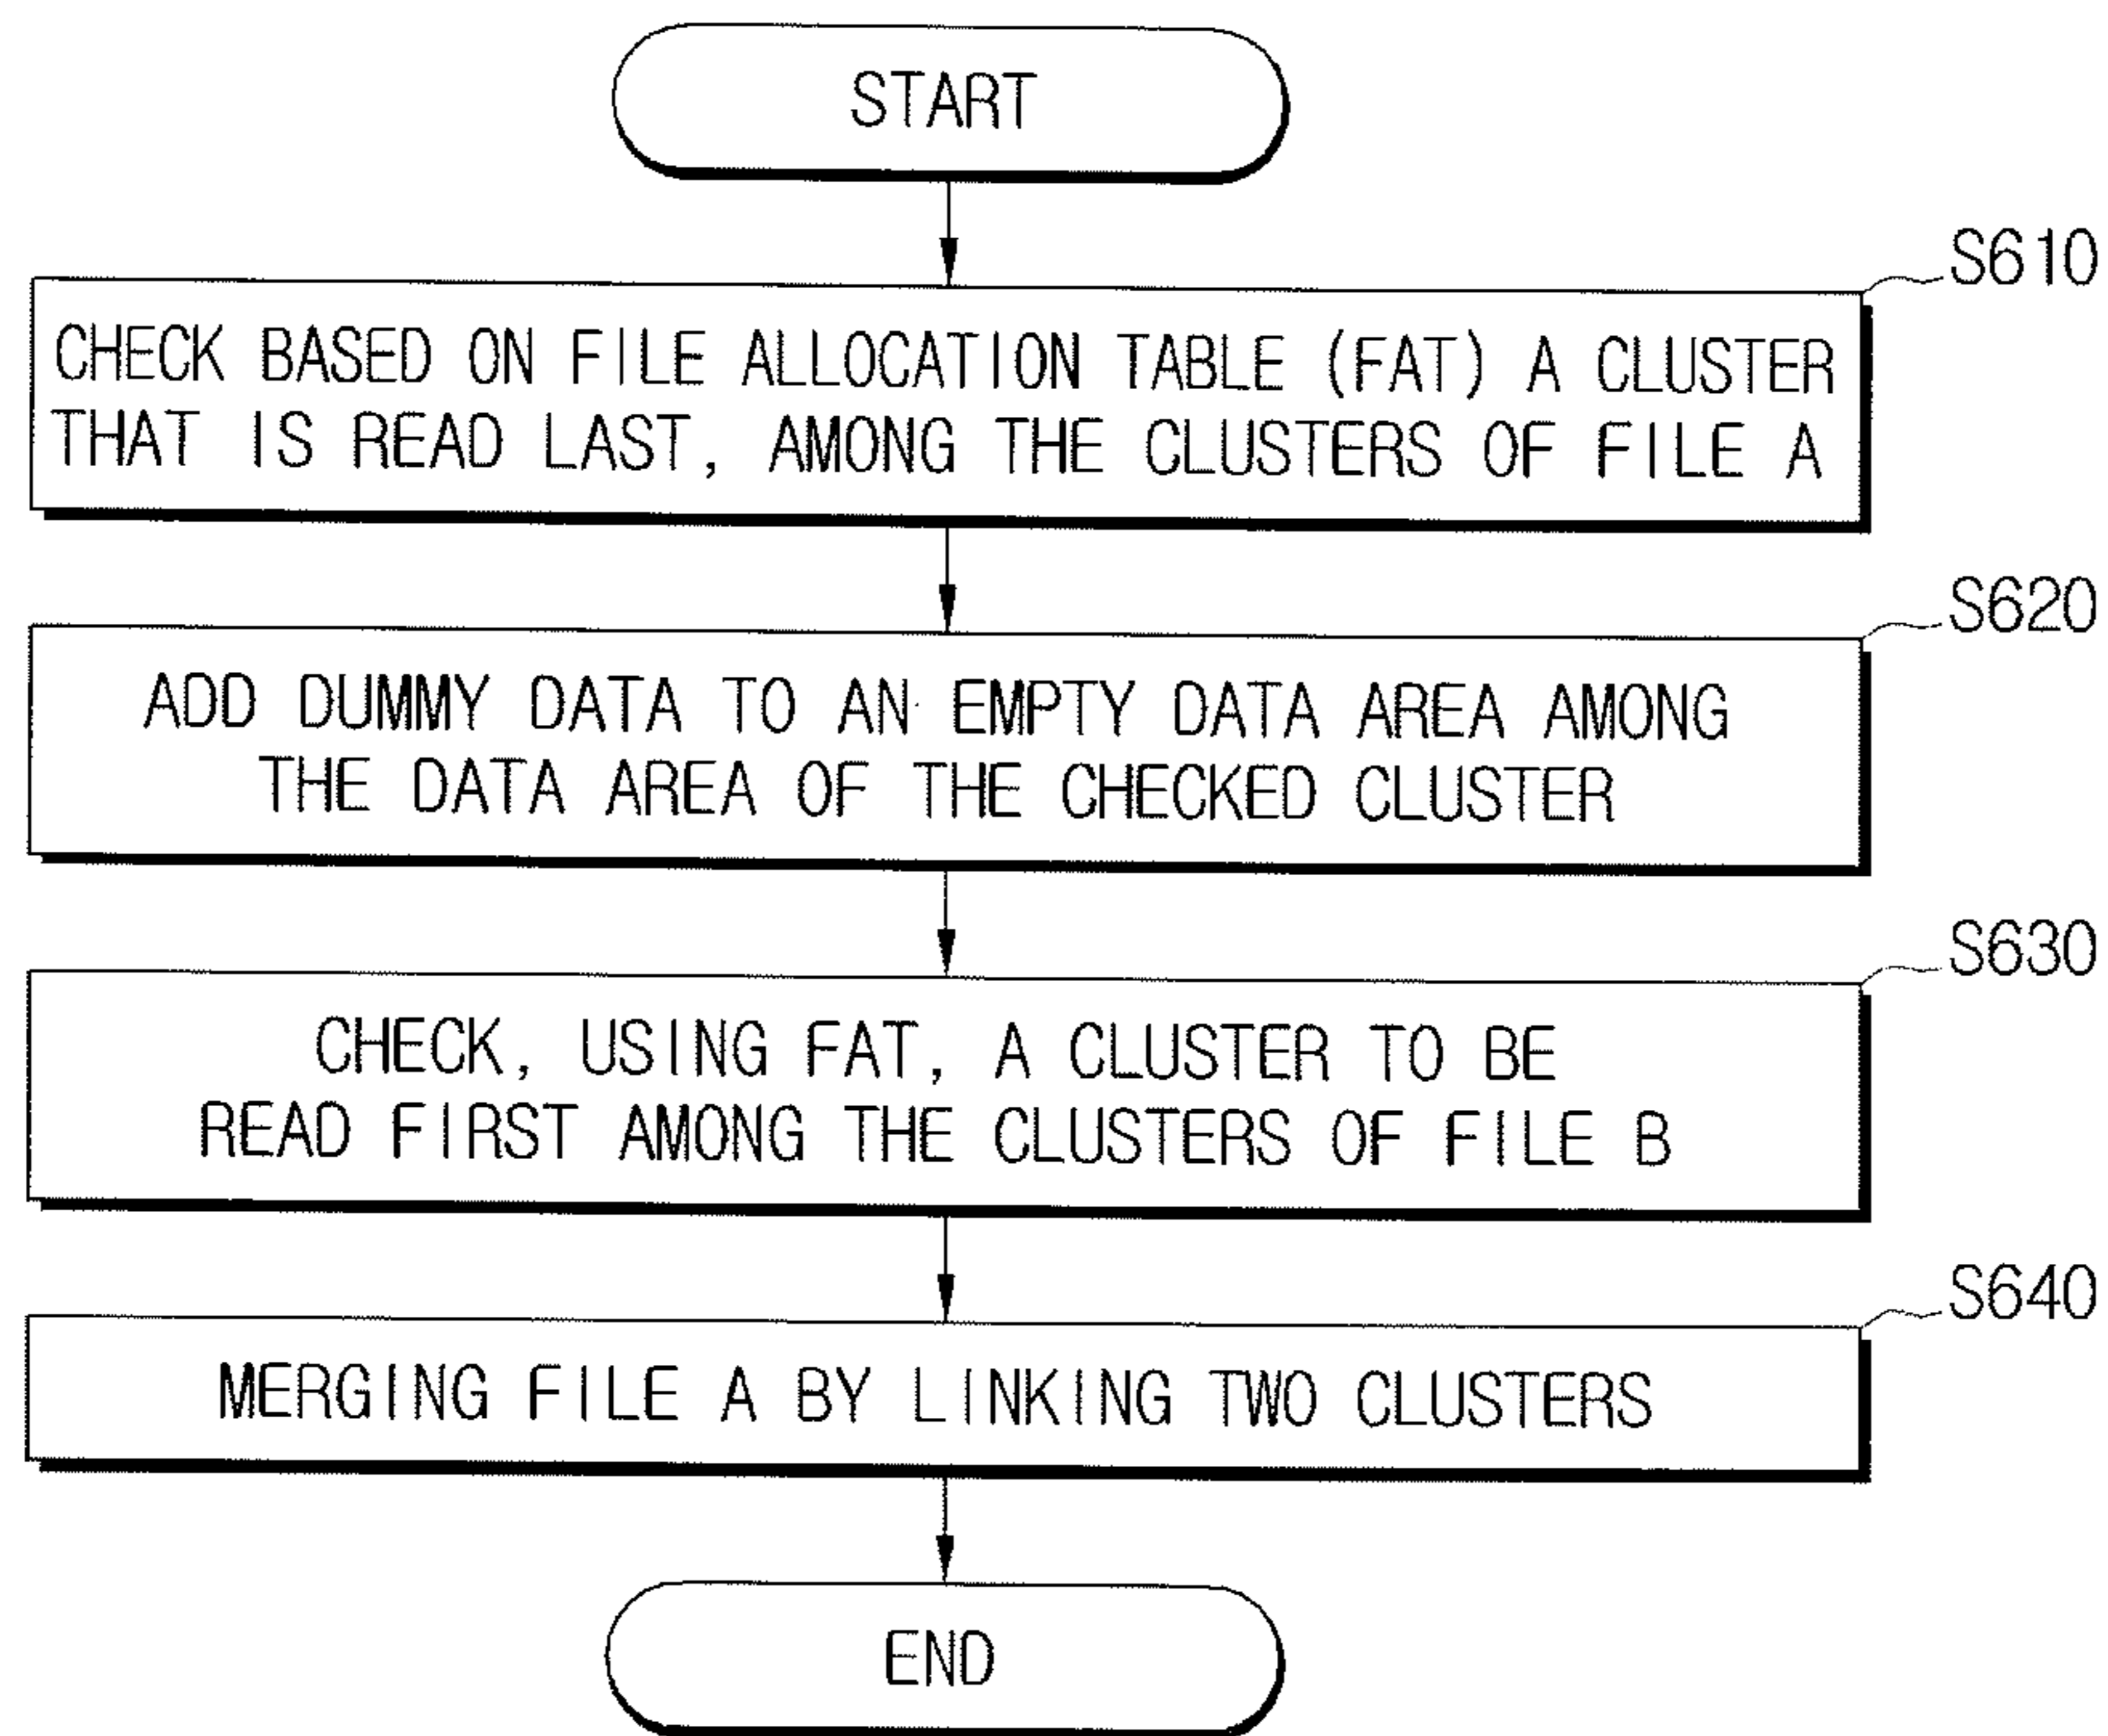 START
S610
CHECK BASED ON FILE ALLOCATION TABLE (FAT) A CLUSTER
THAT IS READ LAST, AMONG THE CLUSTERS OF FILE A
S620
ADD DUMMY DATA TO AN EMPTY DATA AREA AMONG
THE DATA AREA OF THE CHECKED CLUSTER
S630
CHECK, USING FAT, A CLUSTER TO BE
READ FIRST AMONG THE CLUSTERS OF FILE B
S640
MERGING FILE A BY LINKING TWO CLUSTERS
END